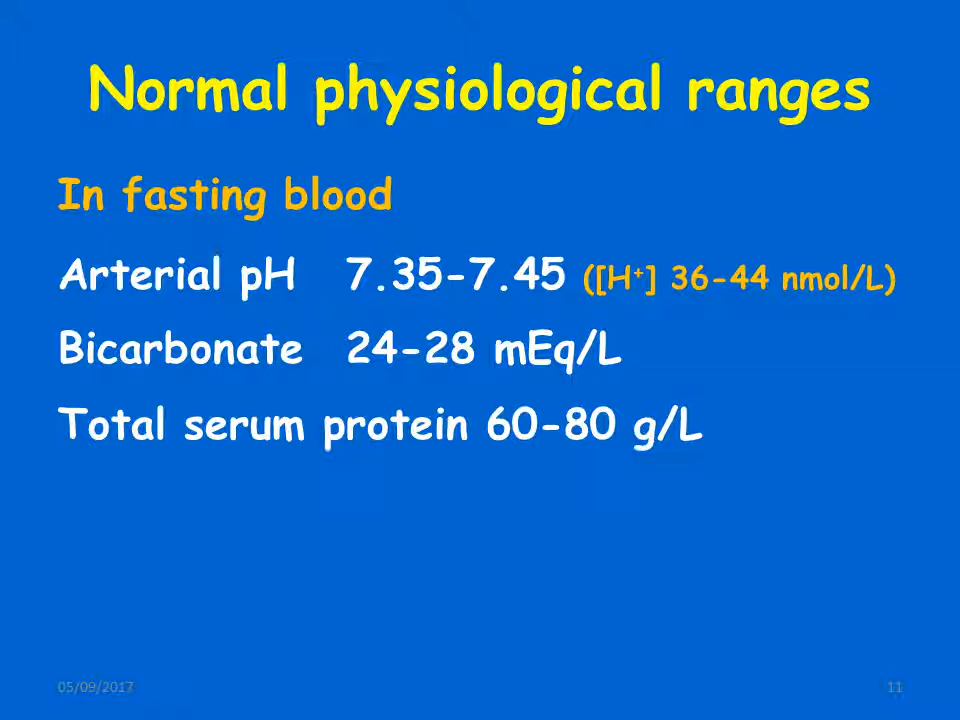 Normal physiological ranges
In fasting blood
Arterial pH 7.35-7.45 ([H⁺] 36-44 nmol/L)
Bicarbonate 24-28 mEq/L
Total serum protein 60-80 g/L
05/09/2017 11